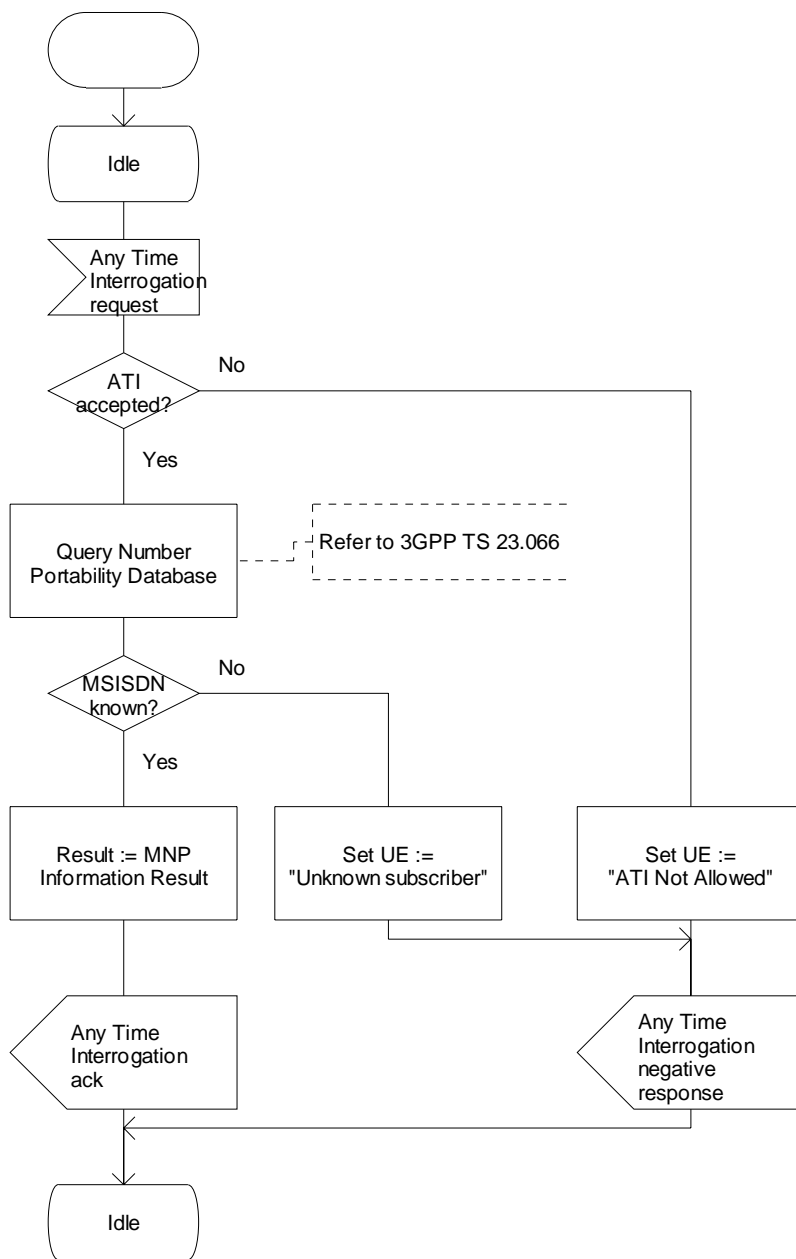 Idle
Any Time
Interrogation
request
ATI
accepted?
No
Yes
Query Number
Portability Database
Refer to 3GPP TS 23.066
MSISDN
known?
No
Yes
Result := MNP
Information Result
Set UE :=
"Unknown subscriber"
Set UE :=
"ATI Not Allowed"
Any Time
Interrogation
ack
Any Time
Interrogation
negative
response
Idle